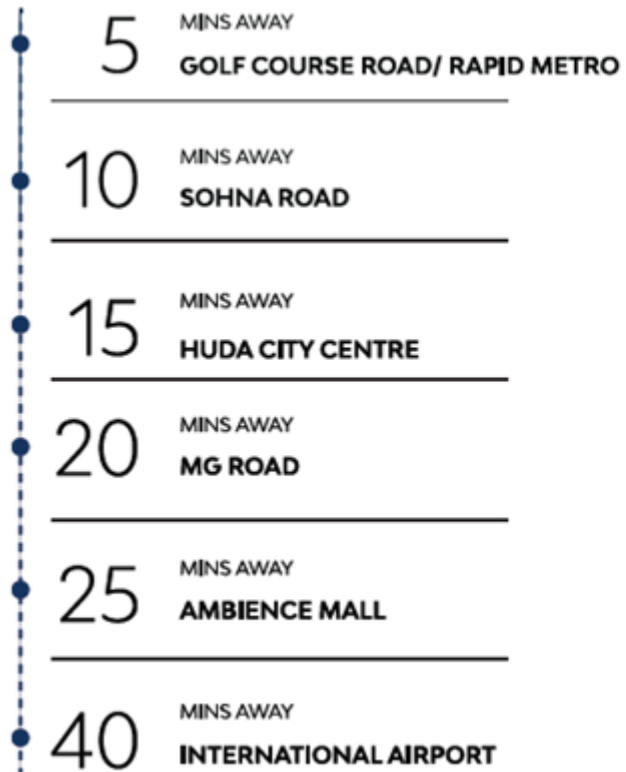 5 MINS AWAY
GOLF COURSE ROAD/ RAPID METRO
10 MINS AWAY
SOHNA ROAD
15 MINS AWAY
HUDA CITY CENTRE
20 MINS AWAY
MG ROAD
25 MINS AWAY
AMBIENCE MALL
40 MINS AWAY
INTERNATIONAL AIRPORT